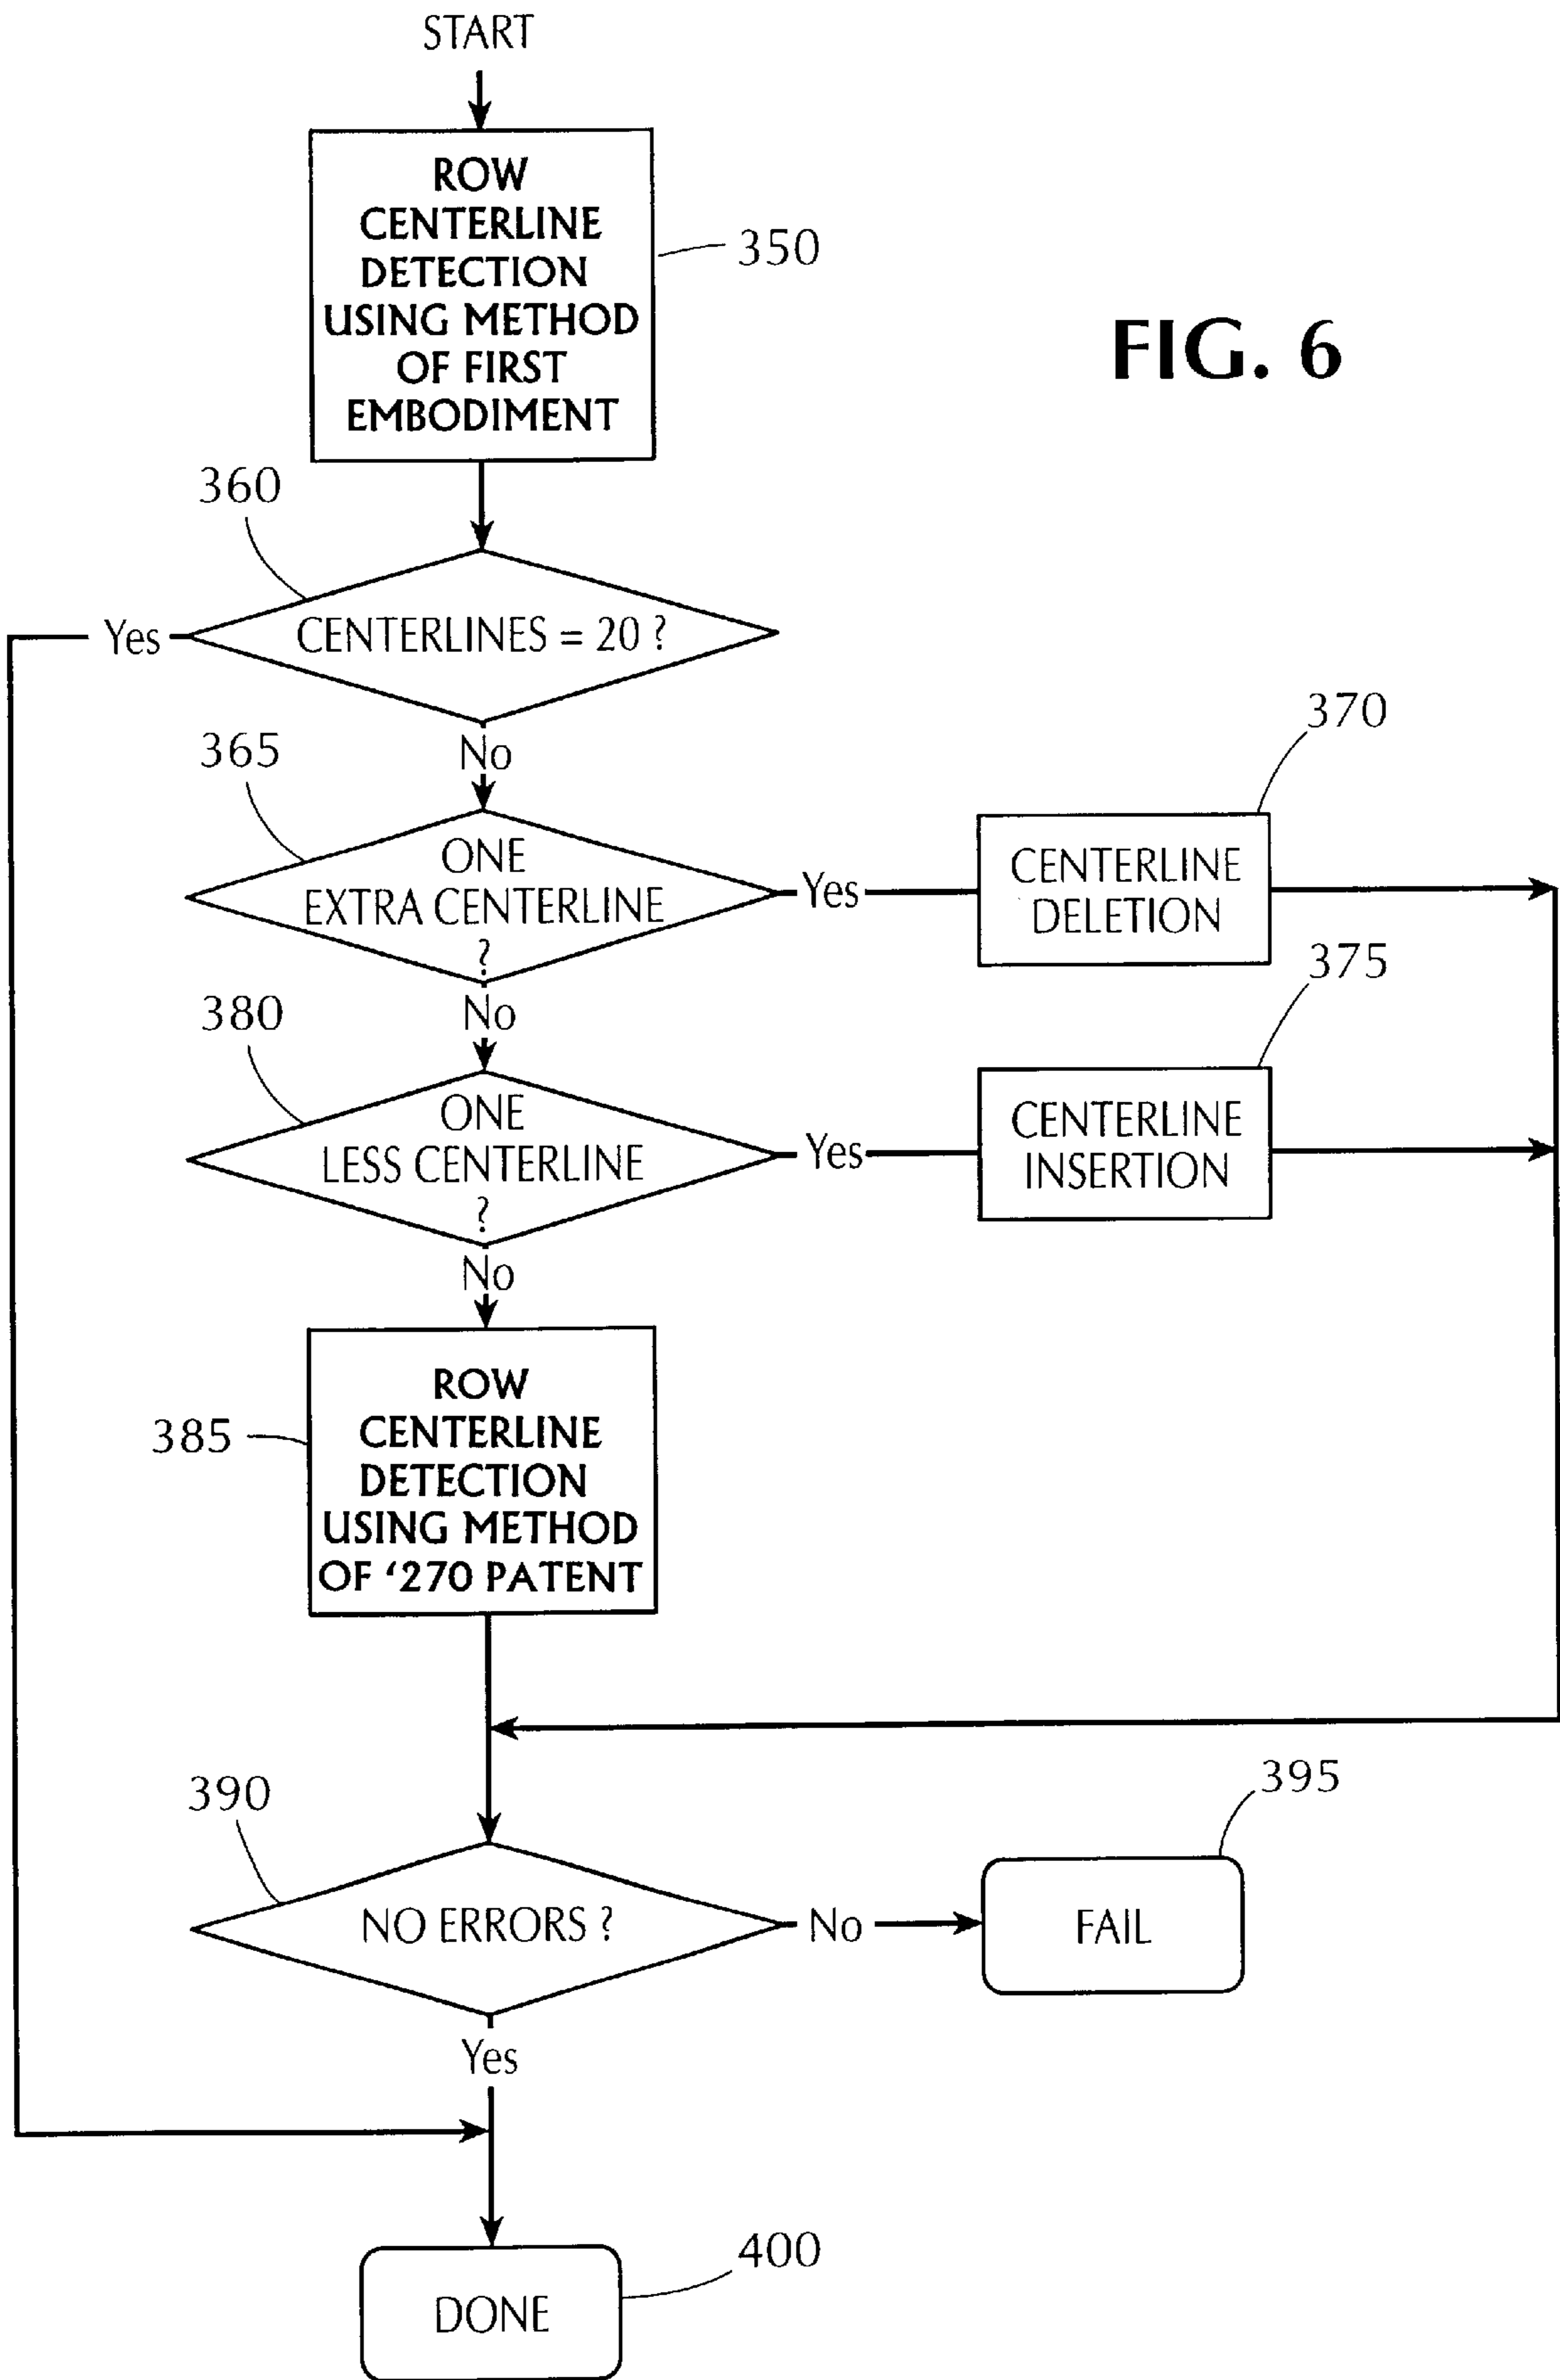 START
ROW
CENTERLINE
DETECTION
USING METHOD
OF FIRST
EMBODIMENT
350
FIG. 6
360
CENTERLINES = 20 ?
Yes
No
365
ONE
EXTRA CENTERLINE
?
Yes
370
CENTERLINE
DELETION
No
380
ONE
LESS CENTERLINE
?
Yes
375
CENTERLINE
INSERTION
No
385
ROW
CENTERLINE
DETECTION
USING METHOD
OF ‘270 PATENT
390
NO ERRORS ?
No
395
FAIL
Yes
400
DONE